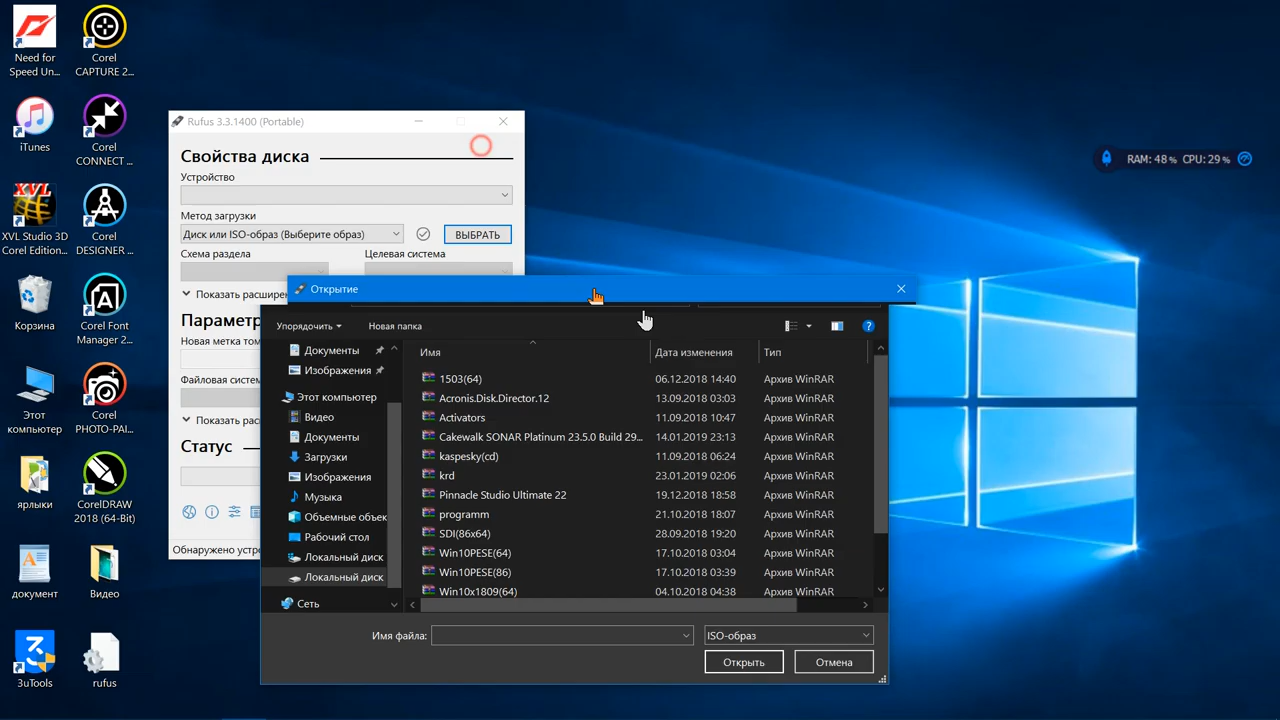 Need for
Speed Un...
Corel
CAPTURE 2...
iTunes
Corel
CONNECT ...
XVL Studio 3D
Corel Edition...
Corel
DESIGNER ...
Корзина
Corel Font
Manager 2...
Этот
компьютер
Corel
PHOTO-PAI...
ярлыки
CorelDRAW
2018 (64-Bit)
документ
Видео
3uTools
rufus
Rufus 3.3.1400 (Portable)
Свойства диска
Устройство
Метод загрузки
Диск или ISO-образ (Выберите образ)
ВЫБРАТЬ
Схема раздела
Целевая система
Показать расширен
Параметр
Новая метка том
Файловая систем
Показать рас
Статус
Обнаружено устро
Открытие
Упорядочить
Новая папка
Документы
Изображения
Этот компьютер
Видео
Документы
Загрузки
Изображения
Музыка
Объемные объек
Рабочий стол
Локальный диск
Локальный диск
Сеть
Имя
Дата изменения
Тип
1503(64) 06.12.2018 14:40 Архив WinRAR
Acronis.Disk.Director.12 13.09.2018 03:03 Архив WinRAR
Activators 11.09.2018 10:47 Архив WinRAR
Cakewalk SONAR Platinum 23.5.0 Build 29... 14.01.2019 23:13 Архив WinRAR
kaspesky(cd) 11.09.2018 06:24 Архив WinRAR
krd 23.01.2019 02:06 Архив WinRAR
Pinnacle Studio Ultimate 22 19.12.2018 18:58 Архив WinRAR
programm 21.10.2018 18:07 Архив WinRAR
SDI(86x64) 28.09.2018 19:20 Архив WinRAR
Win10PESE(64) 17.10.2018 03:04 Архив WinRAR
Win10PESE(86) 17.10.2018 03:39 Архив WinRAR
Win10x1809(64) 04.10.2018 04:38 Архив WinRAR
Имя файла:
ISO-образ
Открыть
Отмена
RAM: 48 % CPU: 29 %